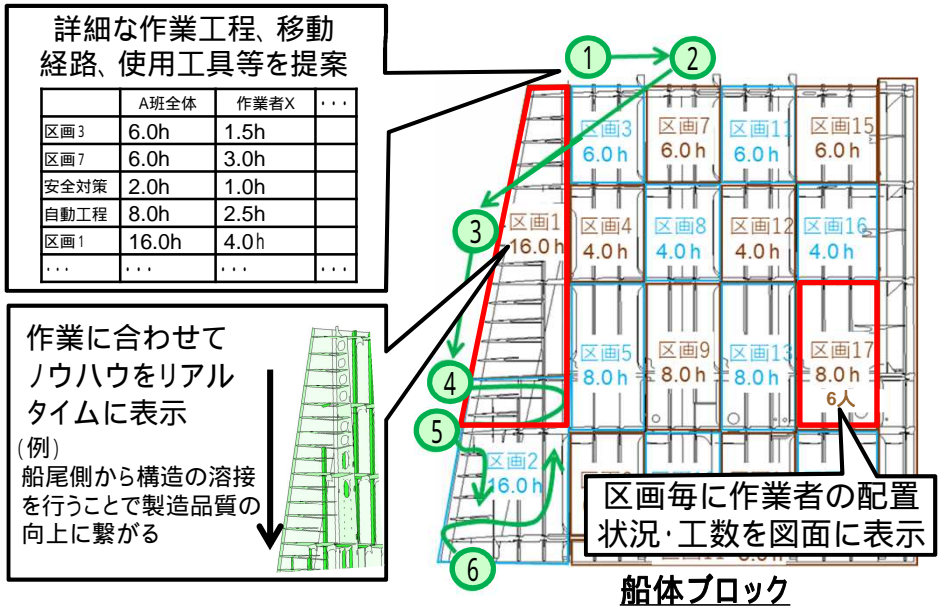 詳細な作業工程、移動
経路、使用工具等を提案
A班全体 作業者X ・・・
区画3 6.0h 1.5h
区画7 6.0h 3.0h
安全対策 2.0h 1.0h
自動工程 8.0h 2.5h
区画1 16.0h 4.0h
・・・ ・・・ ・・・ ・・・
作業に合わせて
ノウハウをリアル
タイムに表示
(例)
船尾側から構造の溶接
を行うことで製造品質の
向上に繋がる
1 2
3
4
5
6
区画3 区画7 区画11 区画15
6.0h 6.0h 6.0h 6.0h
区画1 区画4 区画8 区画12 区画16
16.0h 4.0h 4.0h 4.0h 4.0h
区画5 区画9 区画13 区画17
8.0h 8.0h 8.0h 8.0h
6人
区画2
16.0h
区画毎に作業者の配置
状況・工数を図面に表示
船体ブロック